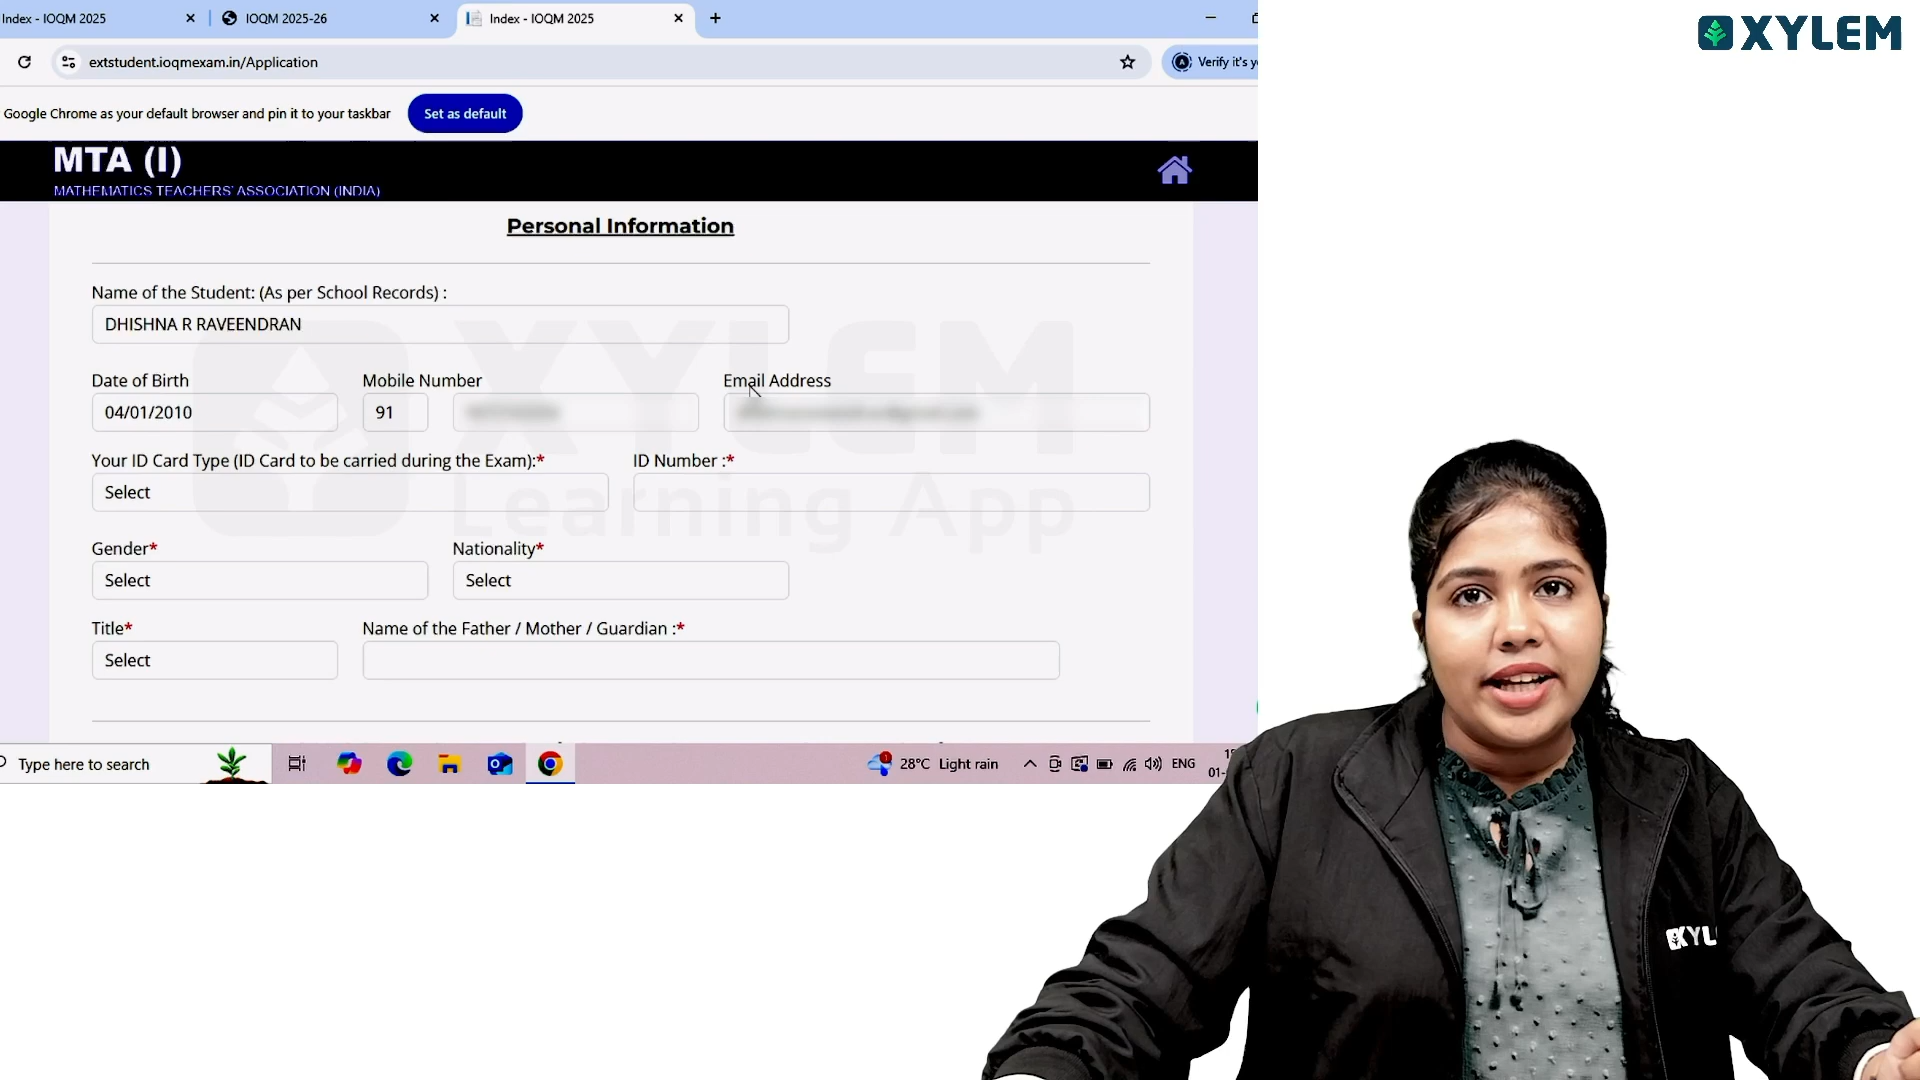 Index - IOQM 2025
IOQM 2025-26
Index - IOQM 2025
XYLEM
extstudent.ioqmexam.in/Application
Verify it's y
Google Chrome as your default browser and pin it to your taskbar
Set as default
MTA (I)
MATHEMATICS TEACHERS' ASSOCIATION (INDIA)
Personal Information
Name of the Student: (As per School Records) :
DHISHNA R RAVEENDRAN
Date of Birth
Mobile Number
Email Address
04/01/2010
91
Your ID Card Type (ID Card to be carried during the Exam):*
ID Number :*
Select
XYLEM
Learning App
Gender*
Nationality*
Select
Select
Title*
Name of the Father / Mother / Guardian :*
Select
Type here to search
28°C Light rain
ENG
01-
XYL